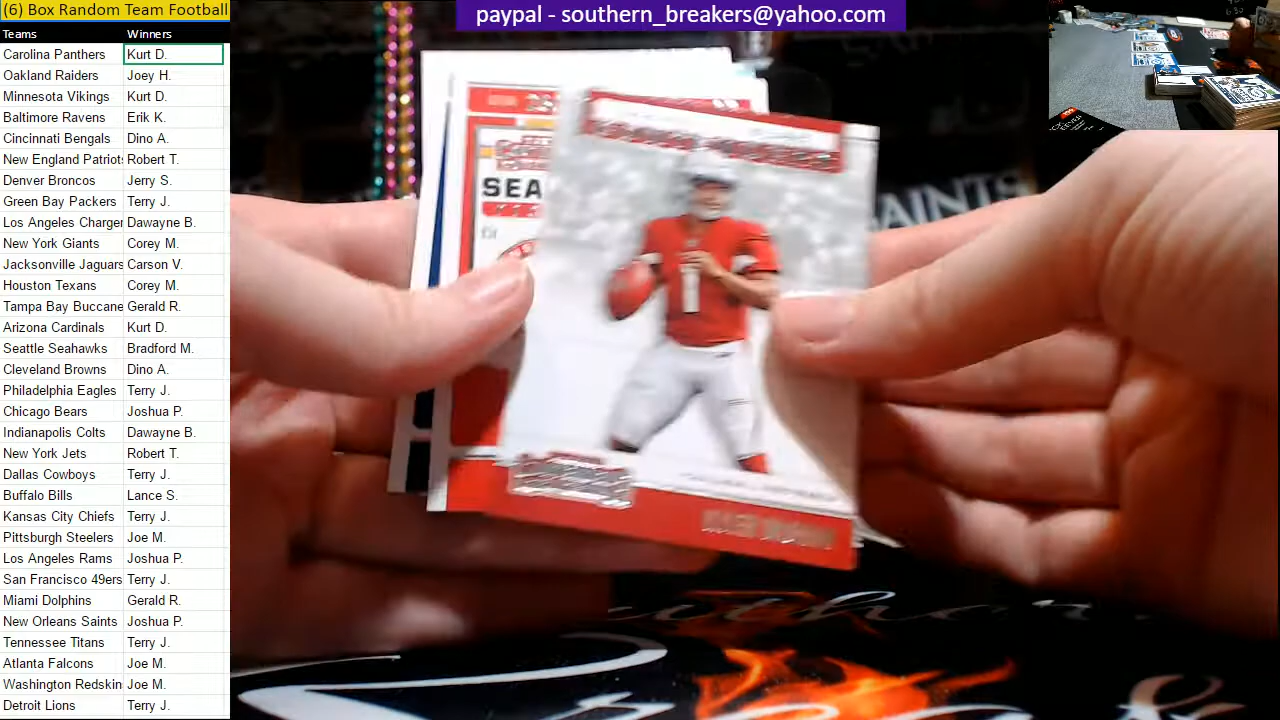 (6) Box Random Team Football
paypal - southern_breakers@yahoo.com
Teams Winners
Carolina Panthers Kurt D.
Oakland Raiders Joey H.
Minnesota Vikings Kurt D.
Baltimore Ravens Erik K.
Cincinnati Bengals Dino A.
New England Patriots Robert T.
Denver Broncos Jerry S.
Green Bay Packers Terry J.
Los Angeles Charger Dawayne B.
New York Giants Corey M.
Jacksonville Jaguars Carson V.
Houston Texans Corey M.
Tampa Bay Buccane Gerald R.
Arizona Cardinals Kurt D.
Seattle Seahawks Bradford M.
Cleveland Browns Dino A.
Philadelphia Eagles Terry J.
Chicago Bears Joshua P.
Indianapolis Colts Dawayne B.
New York Jets Robert T.
Dallas Cowboys Terry J.
Buffalo Bills Lance S.
Kansas City Chiefs Terry J.
Pittsburgh Steelers Joe M.
Los Angeles Rams Joshua P.
San Francisco 49ers Terry J.
Miami Dolphins Gerald R.
New Orleans Saints Joshua P.
Tennessee Titans Terry J.
Atlanta Falcons Joe M.
Washington Redskin Joe M.
Detroit Lions Terry J.
SEA
1